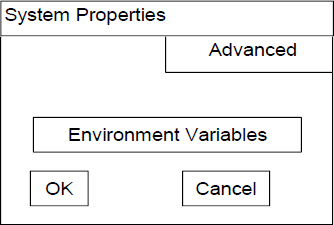 System Properties
Advanced
Environment Variables
OK
Cancel